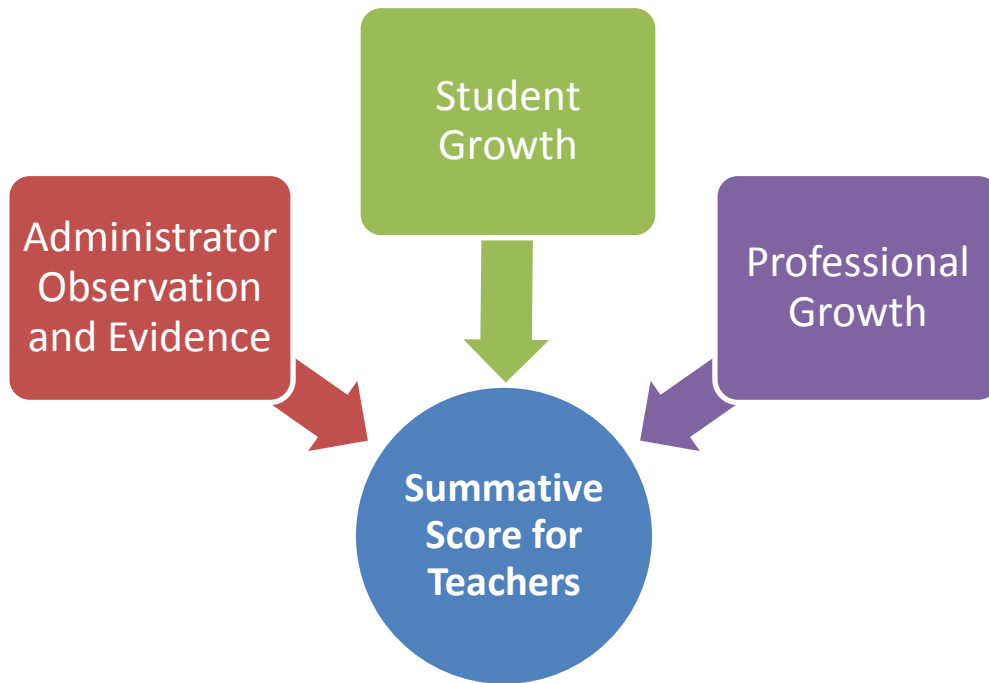 Student
Growth
Administrator
Observation
and Evidence
Professional
Growth
Summative
Score for
Teachers